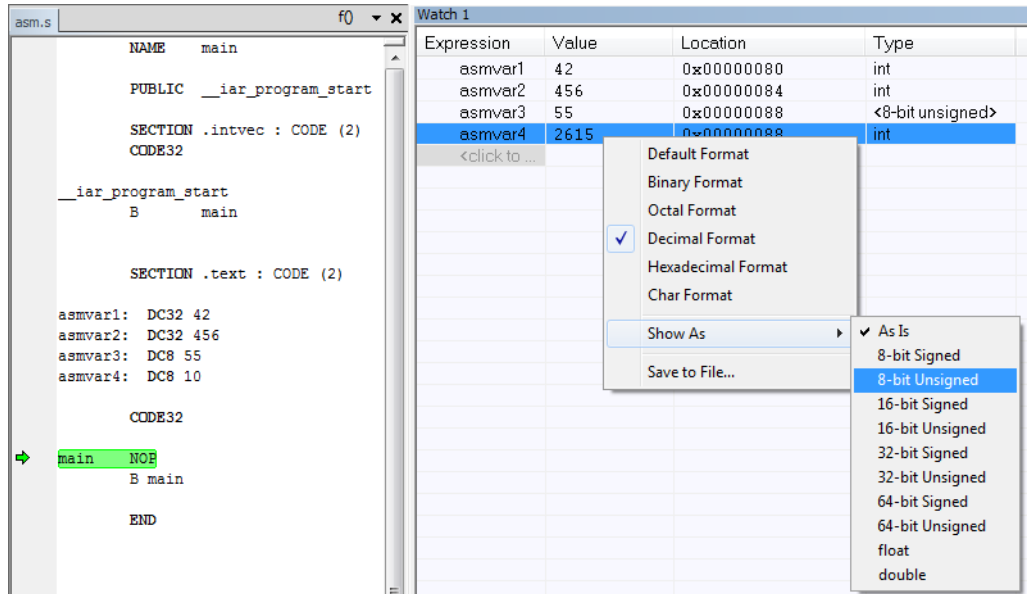 asm.s
f()
NAME main
PUBLIC __iar_program_start
SECTION .intvec : CODE (2)
CODE32
__iar_program_start
B main
SECTION .text : CODE (2)
asmvar1: DC32 42
asmvar2: DC32 456
asmvar3: DC8 55
asmvar4: DC8 10
CODE32
main NOP
B main
END
Watch 1
Expression Value Location Type
asmvar1 42 0x00000080 int
asmvar2 456 0x00000084 int
asmvar3 55 0x00000088 <8-bit unsigned>
asmvar4 2615 0x00000088 int
<click to ...
Default Format
Binary Format
Octal Format
Decimal Format
Hexadecimal Format
Char Format
Show As
Save to File...
As Is
8-bit Signed
8-bit Unsigned
16-bit Signed
16-bit Unsigned
32-bit Signed
32-bit Unsigned
64-bit Signed
64-bit Unsigned
float
double